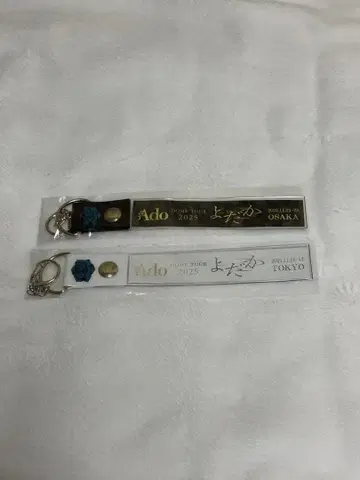 Ado DOME TOUR 2025 よだか OSAKA
Ado DOME TOUR 2025 よだか TOKYO